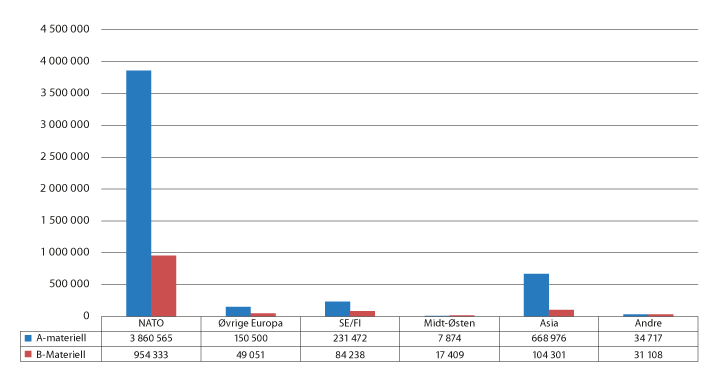 4 500 000
4 000 000
3 500 000
3 000 000
2 500 000
2 000 000
1 500 000
1 000 000
500 000
0
NATO Øvrige Europa SE/FI Midt-Østen Asia Andre
A-materiell 3 860 565 150 500 231 472 7 874 668 976 34 717
B-Materiell 954 333 49 051 84 238 17 409 104 301 31 108